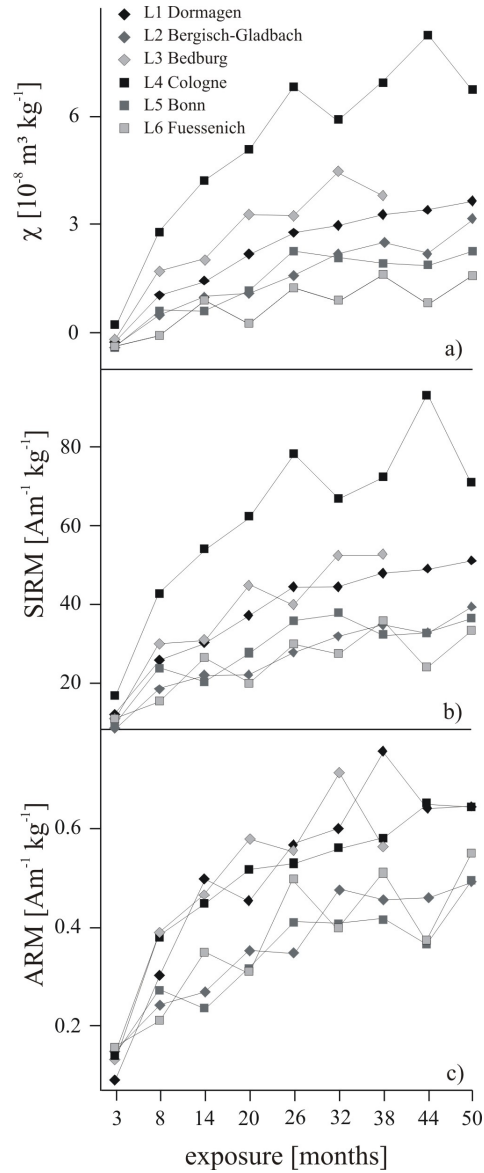 L1 Dormagen
L2 Bergisch-Gladbach
L3 Bedburg
L4 Cologne
L5 Bonn
L6 Fuessenich
χ [10⁻⁸ m³ kg⁻¹]
6
3
0
a)
SIRM [Am⁻¹ kg⁻¹]
80
60
40
20
b)
ARM [Am⁻¹ kg⁻¹]
0.6
0.4
0.2
c)
3 8 14 20 26 32 38 44 50
exposure [months]